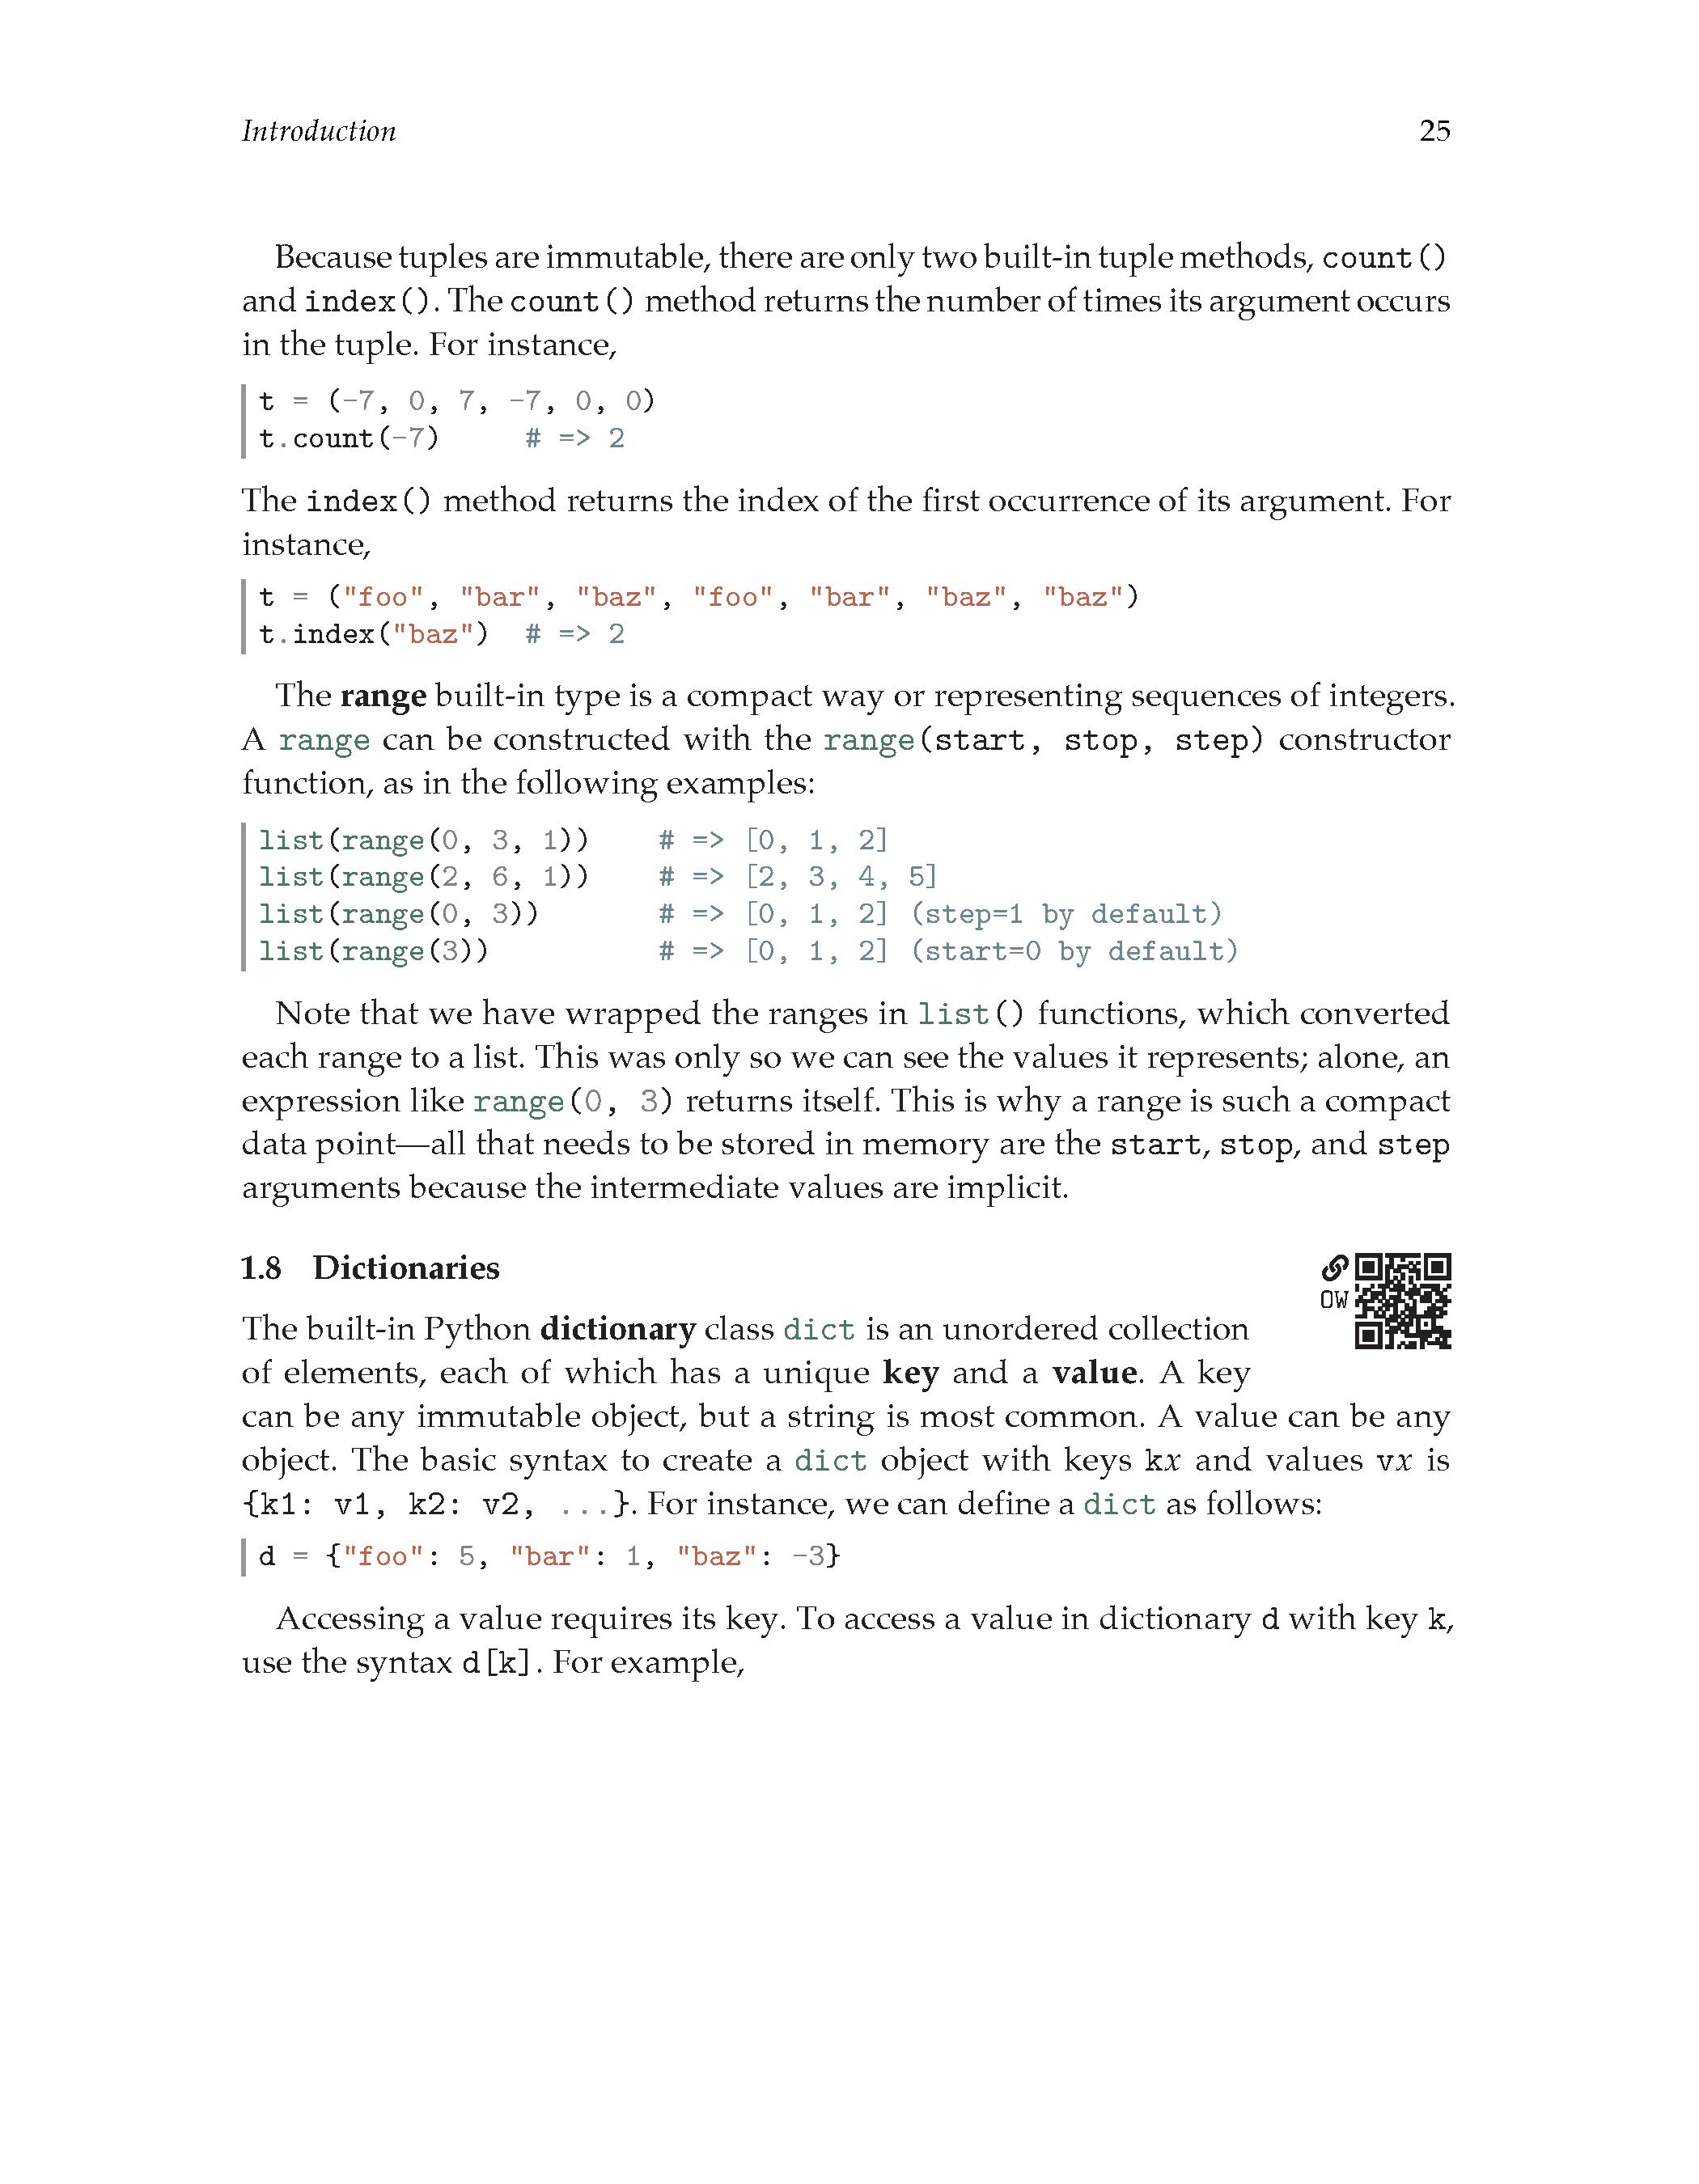 Introduction 25
Because tuples are immutable, there are only two built-in tuple methods, count()
and index(). The count() method returns the number of times its argument occurs
in the tuple. For instance,
t = (-7, 0, 7, -7, 0, 0)
t.count(-7)     # => 2
The index() method returns the index of the first occurrence of its argument. For
instance,
t = ("foo", "bar", "baz", "foo", "bar", "baz", "baz")
t.index("baz")  # => 2
The range built-in type is a compact way or representing sequences of integers.
A range can be constructed with the range(start, stop, step) constructor
function, as in the following examples:
list(range(0, 3, 1))    # => [0, 1, 2]
list(range(2, 6, 1))    # => [2, 3, 4, 5]
list(range(0, 3))       # => [0, 1, 2] (step=1 by default)
list(range(3))          # => [0, 1, 2] (start=0 by default)
Note that we have wrapped the ranges in list() functions, which converted
each range to a list. This was only so we can see the values it represents; alone, an
expression like range(0, 3) returns itself. This is why a range is such a compact
data point—all that needs to be stored in memory are the start, stop, and step
arguments because the intermediate values are implicit.
1.8 Dictionaries
OW
The built-in Python dictionary class dict is an unordered collection
of elements, each of which has a unique key and a value. A key
can be any immutable object, but a string is most common. A value can be any
object. The basic syntax to create a dict object with keys kx and values vx is
{k1: v1, k2: v2, ...}. For instance, we can define a dict as follows:
d = {"foo": 5, "bar": 1, "baz": -3}
Accessing a value requires its key. To access a value in dictionary d with key k,
use the syntax d[k]. For example,